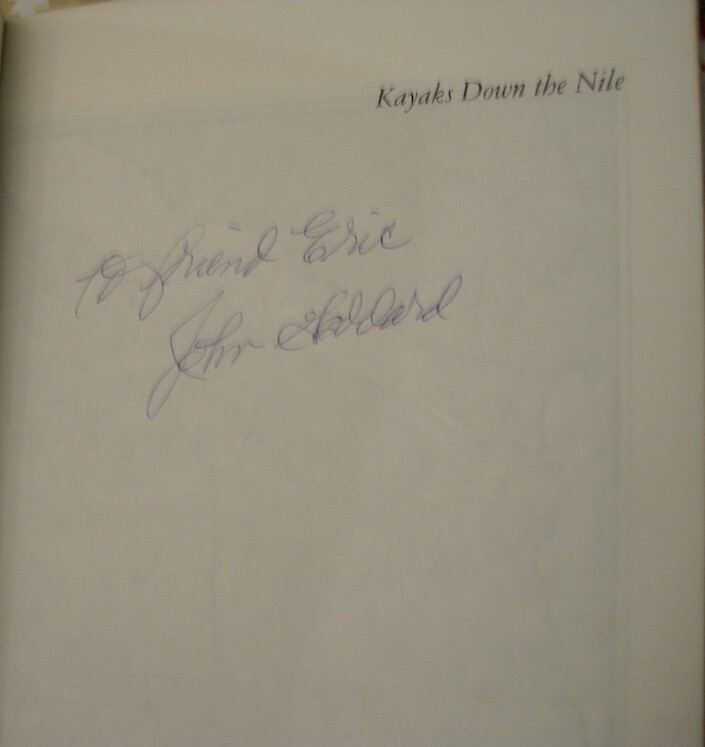 Kayaks Down the Nile
To friend Eric
John Goddard